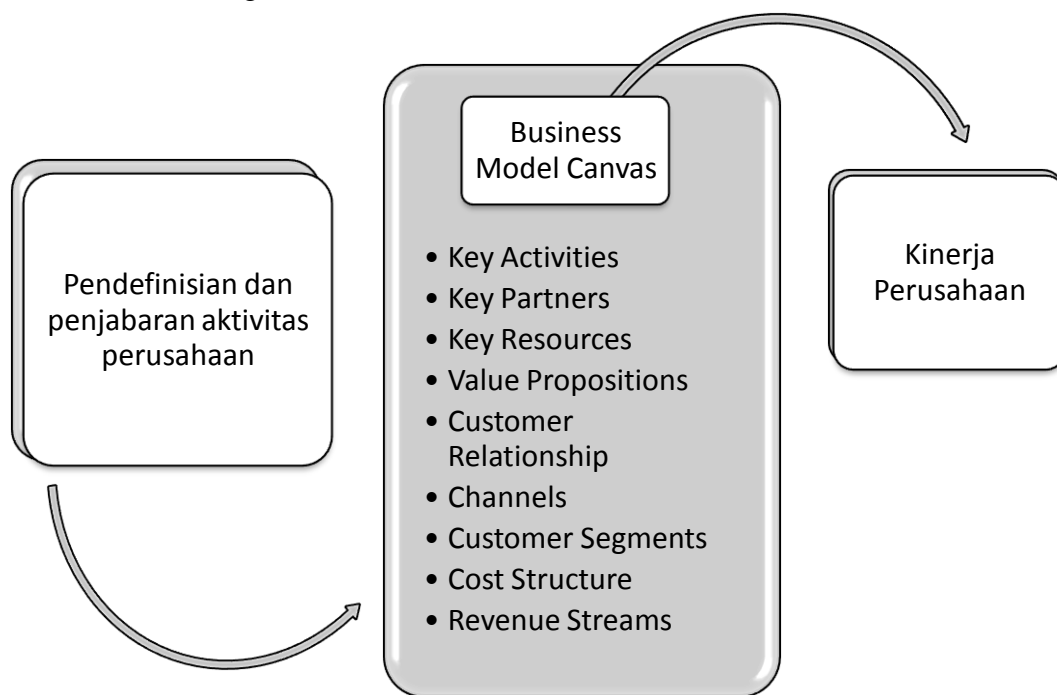 Pendefinisian dan
penjabaran aktivitas
perusahaan
Business
Model Canvas
• Key Activities
• Key Partners
• Key Resources
• Value Propositions
• Customer
Relationship
• Channels
• Customer Segments
• Cost Structure
• Revenue Streams
Kinerja
Perusahaan